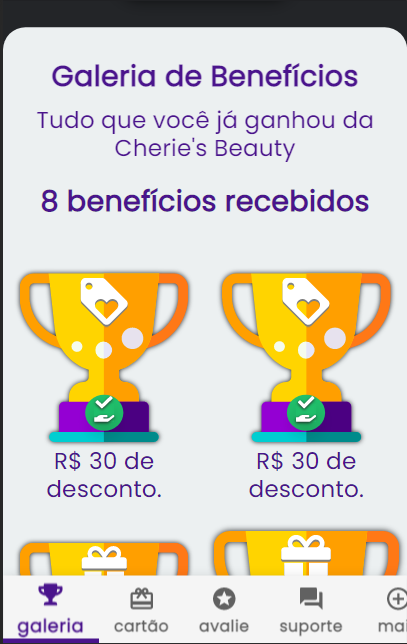 Galeria de Benefícios
Tudo que você já ganhou da
Cherie's Beauty
8 benefícios recebidos
R$ 30 de
desconto.
R$ 30 de
desconto.
galeria
cartão
avalie
suporte
mai